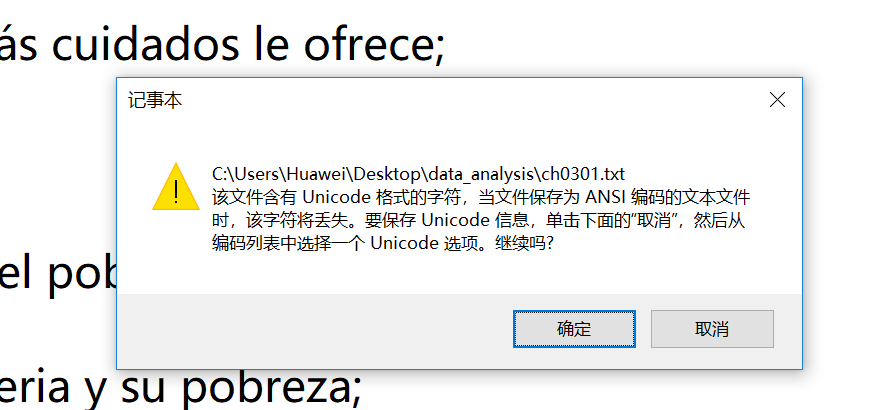 ás cuidados le ofrece;
记事本
C:\Users\Huawei\Desktop\data_analysis\ch0301.txt
该文件含有 Unicode 格式的字符，当文件保存为 ANSI 编码的文本文件
时，该字符将丢失。要保存 Unicode 信息，单击下面的“取消”，然后从
编码列表中选择一个 Unicode 选项。继续吗?
el pob
确定
取消
eria y su pobreza;